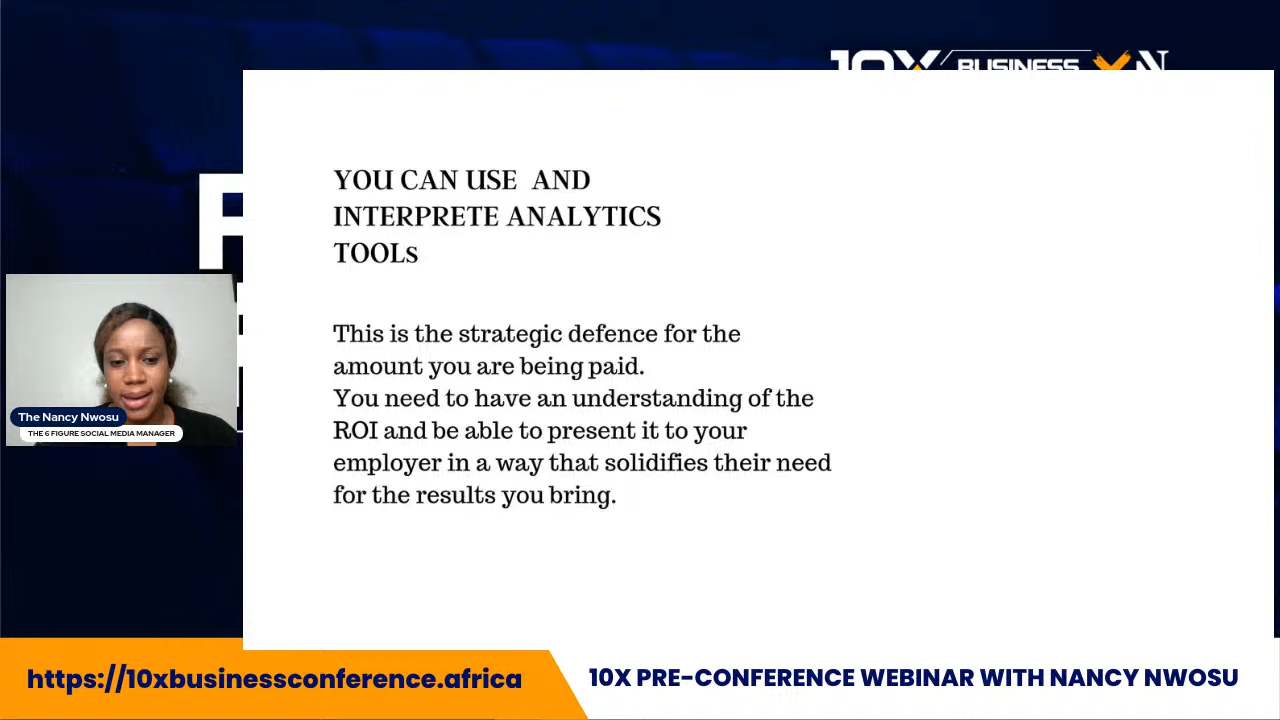 10X BUSINESS
YOU CAN USE AND
INTERPRETE ANALYTICS
TOOLs
This is the strategic defence for the
amount you are being paid.
You need to have an understanding of the
ROI and be able to present it to your
employer in a way that solidifies their need
for the results you bring.
The Nancy Nwosu
THE 6 FIGURE SOCIAL MEDIA MANAGER
https://10xbusinessconference.africa
10X PRE-CONFERENCE WEBINAR WITH NANCY NWOSU